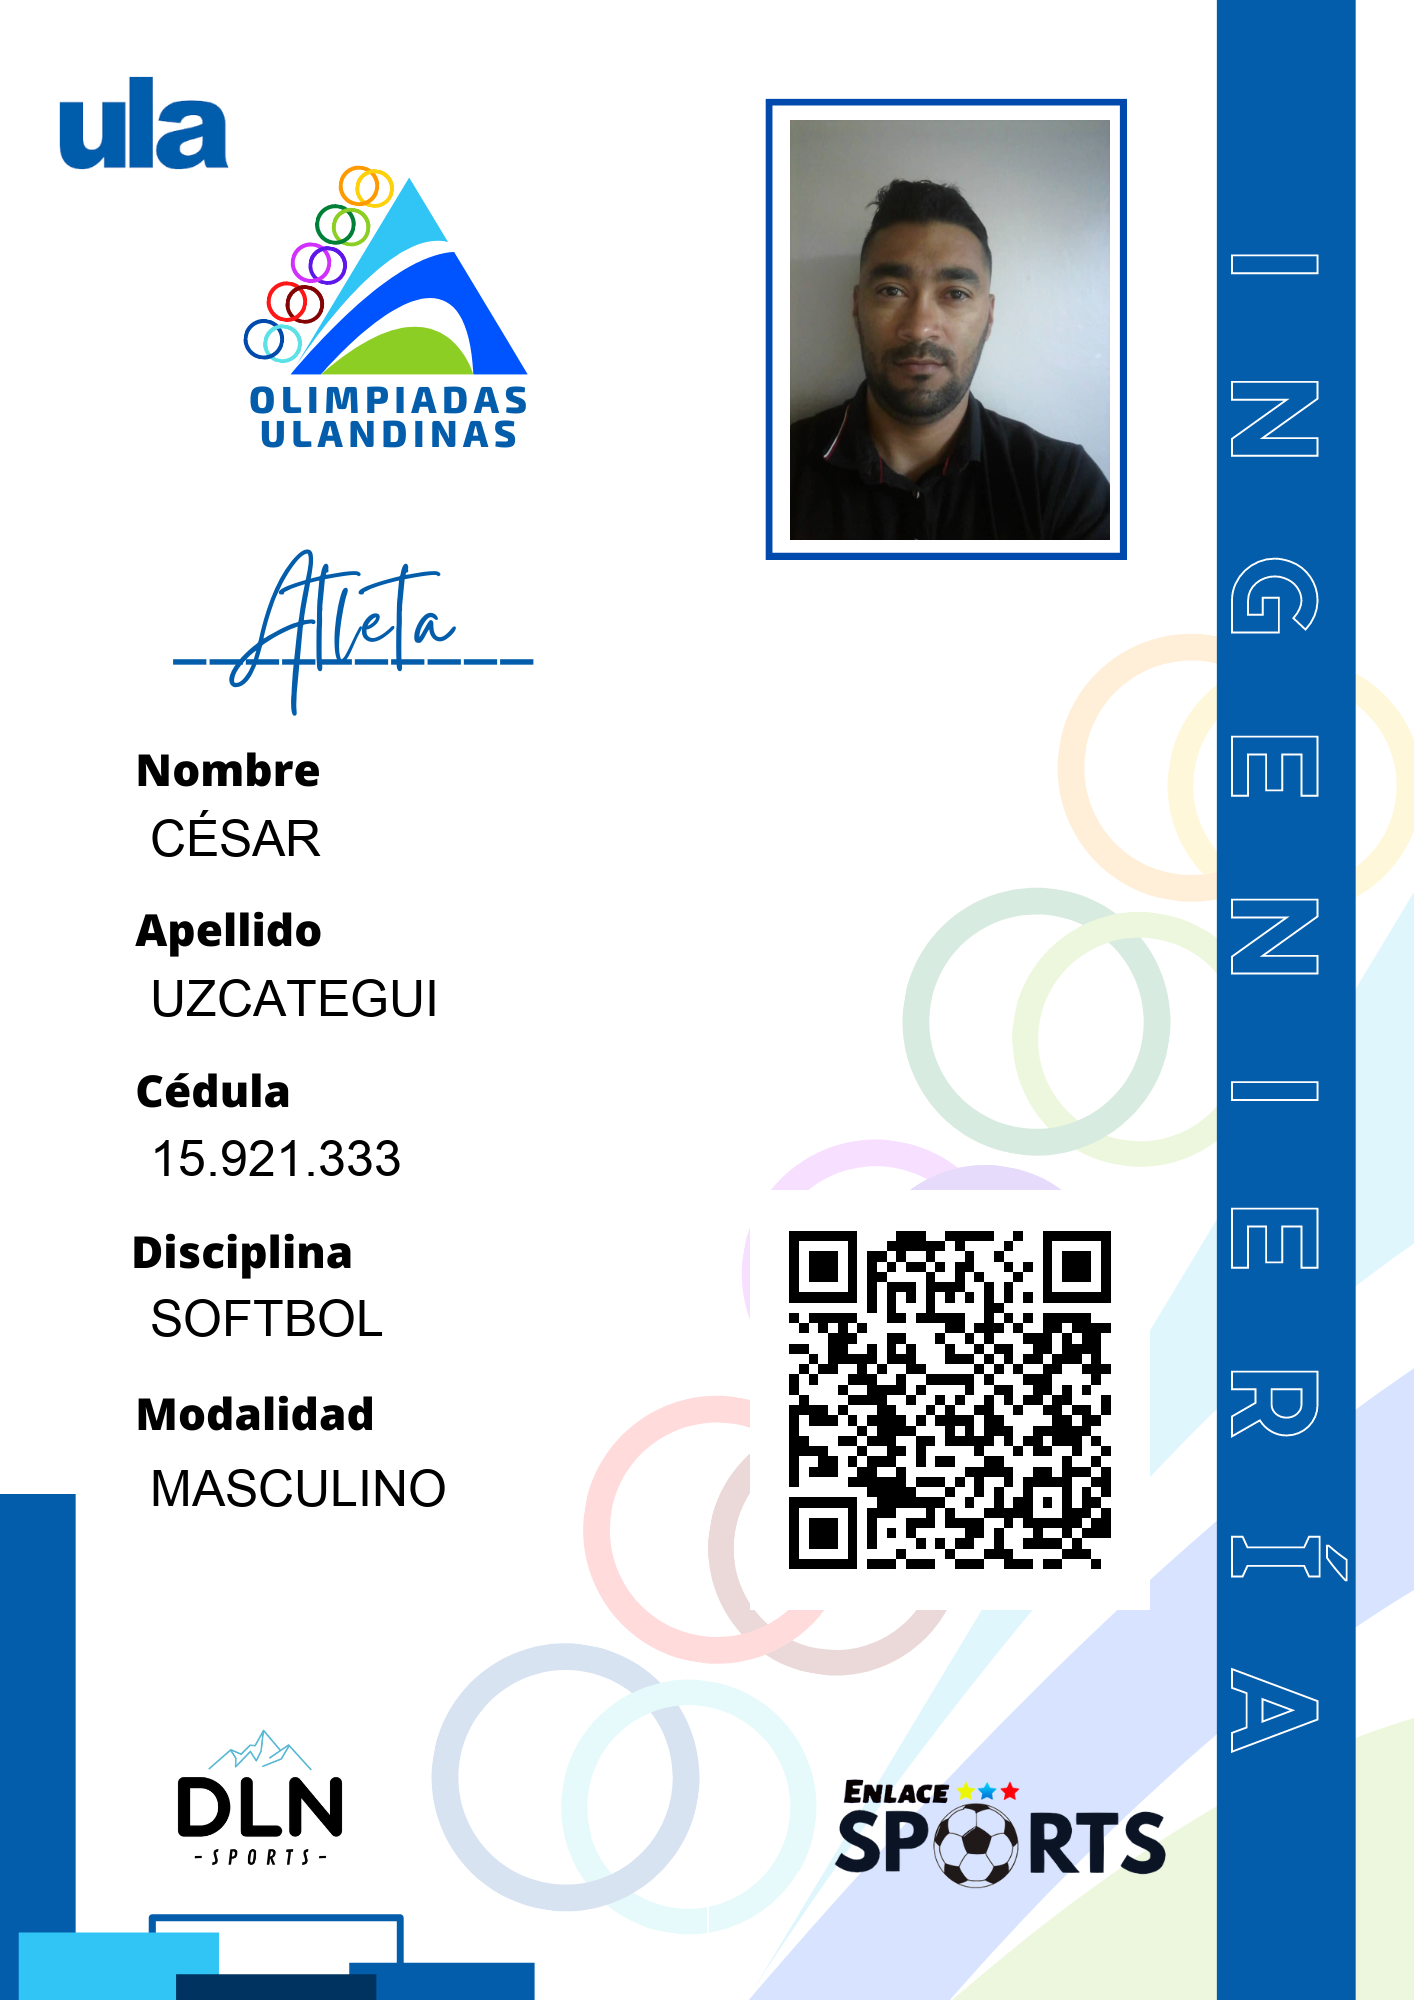 ula
OLIMPIADAS
ULANDINAS
Atleta
Nombre
CÉSAR
Apellido
UZCATEGUI
Cédula
15.921.333
Disciplina
SOFTBOL
Modalidad
MASCULINO
INGENIERÍA
DLN
-SPORTS-
ENLACE
SPORTS